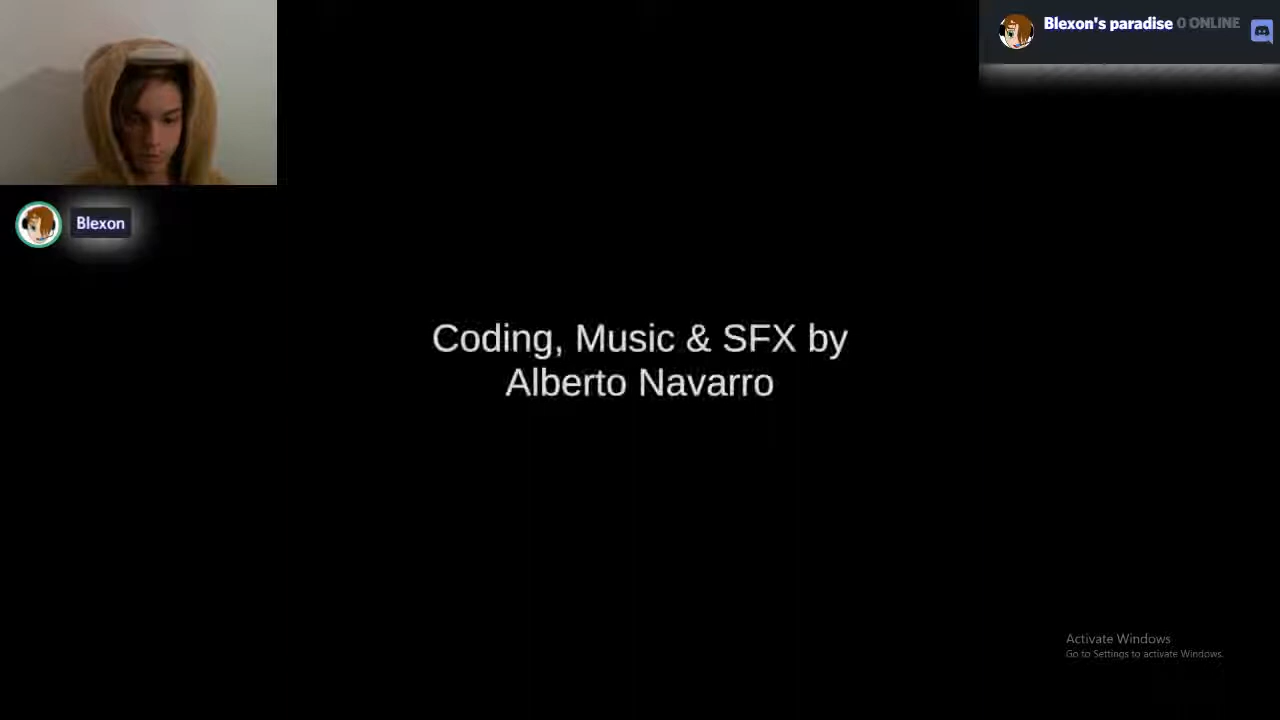 Blexon's paradise 0 ONLINE
Blexon
Coding, Music & SFX by
Alberto Navarro
Activate Windows
Go to Settings to activate Windows.